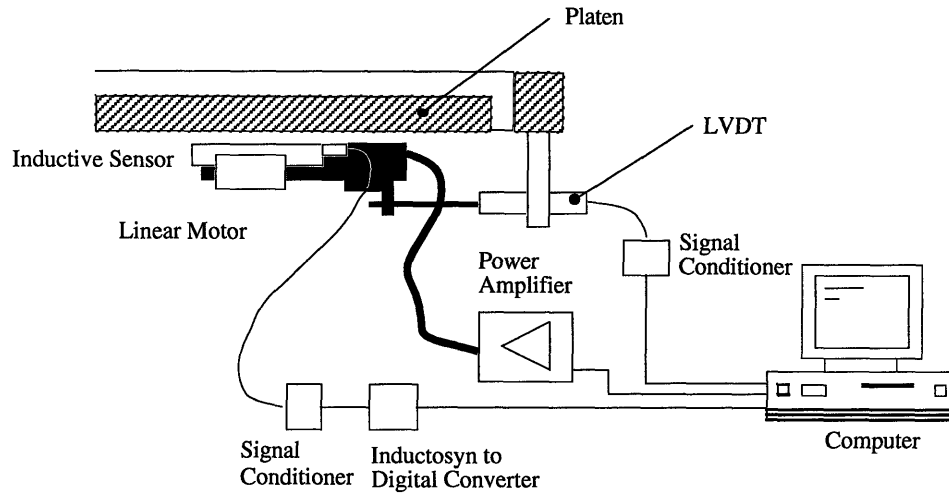 Platen
LVDT
Inductive Sensor
Linear Motor
Power
Amplifier
Signal
Conditioner
Signal
Conditioner
Inductosyn to
Digital Converter
Computer